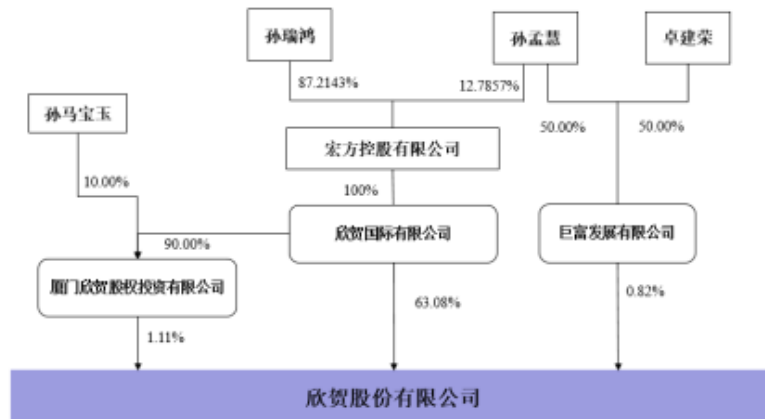 孙瑞鸿
孙孟慧
卓建荣
87.2143%
12.7857%
孙马宝玉
宏方控股有限公司
50.00%
50.00%
10.00%
100%
欣贺国际有限公司
巨富发展有限公司
90.00%
厦门欣贺股权投资有限公司
63.08%
0.82%
1.11%
欣贺股份有限公司